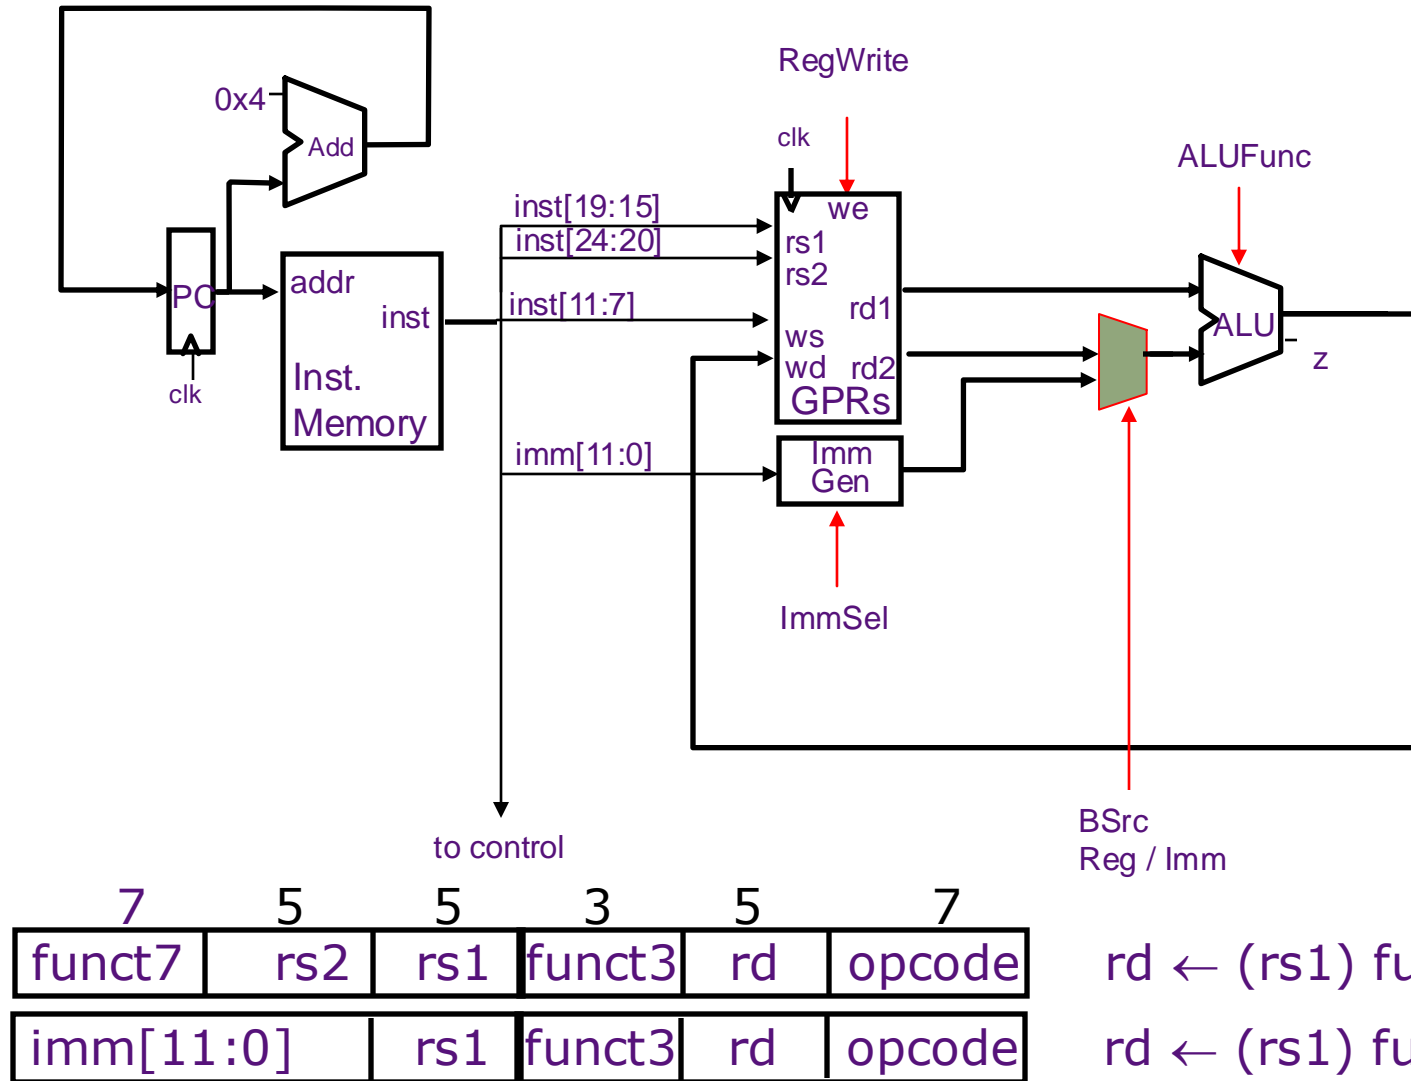 RegWrite
0x4
Add
clk
ALUFunc
inst[19:15]
we
inst[24:20]
rs1
rs2
PC
addr
inst
inst[11:7]
rd1
ALU
ws
wd
rd2
z
clk
Inst.
Memory
GPRs
imm[11:0]
Imm
Gen
ImmSel
BSrc
Reg / Imm
to control
7 5 5 3 5 7
funct7 rs2 rs1 funct3 rd opcode rd ← (rs1) fu
imm[11:0] rs1 funct3 rd opcode rd ← (rs1) fu